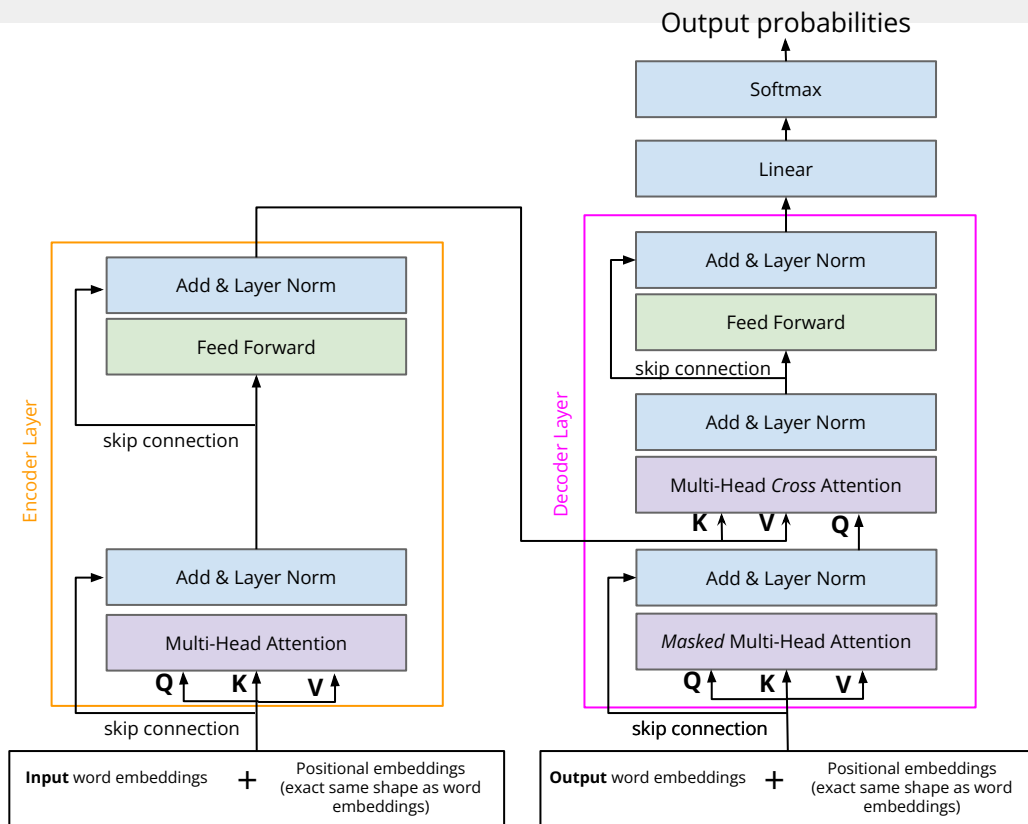 Output probabilities
Softmax
Linear
Encoder Layer
Add & Layer Norm
Feed Forward
skip connection
Add & Layer Norm
Multi-Head Attention
Q K V
skip connection
Input word embeddings + Positional embeddings
(exact same shape as word
embeddings)
Decoder Layer
Add & Layer Norm
Feed Forward
skip connection
Add & Layer Norm
Multi-Head Cross Attention
K V Q
Add & Layer Norm
Masked Multi-Head Attention
Q K V
skip connection
Output word embeddings + Positional embeddings
(exact same shape as word
embeddings)